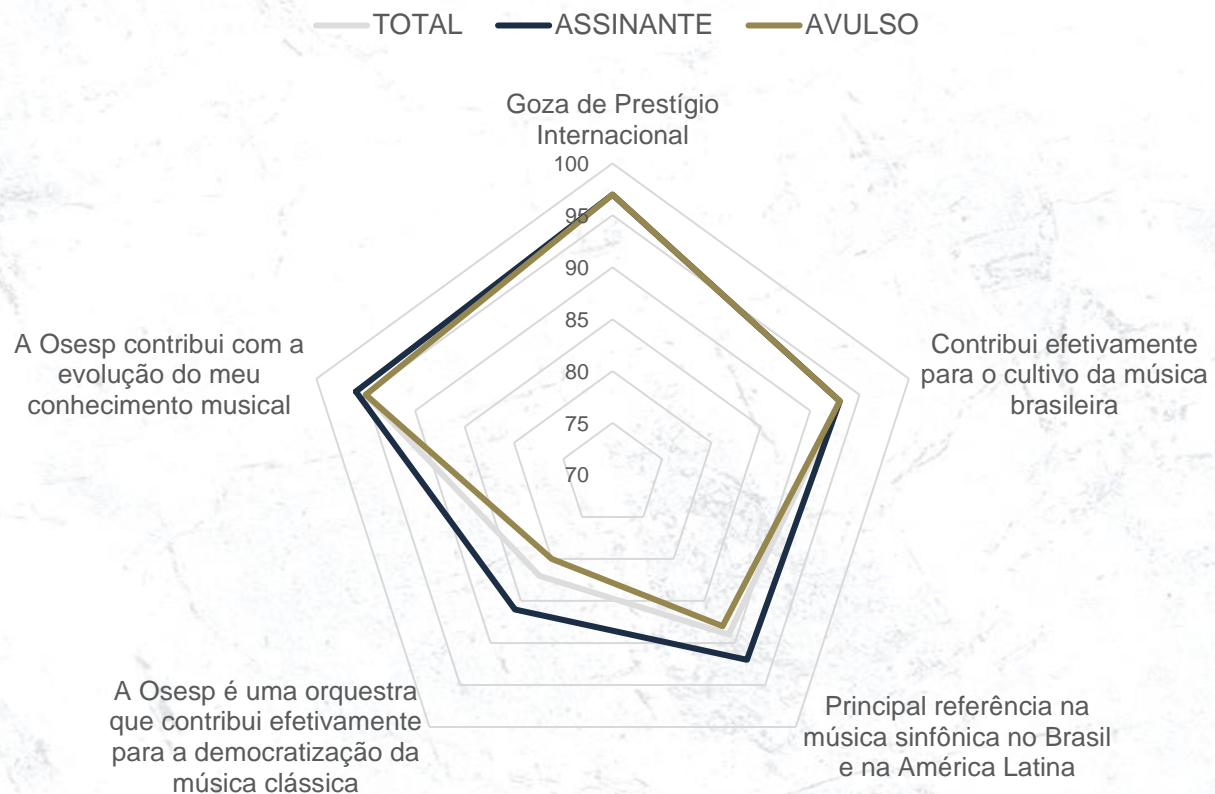 TOTAL ASSINANTE AVULSO
Goza de Prestígio
Internacional
100
95
90
85
80
75
70
A Osesp contribui com a
evolução do meu
conhecimento musical
Contribui efetivamente
para o cultivo da música
brasileira
A Osesp é uma orquestra
que contribui efetivamente
para a democratização da
música clássica
Principal referência na
música sinfônica no Brasil
e na América Latina